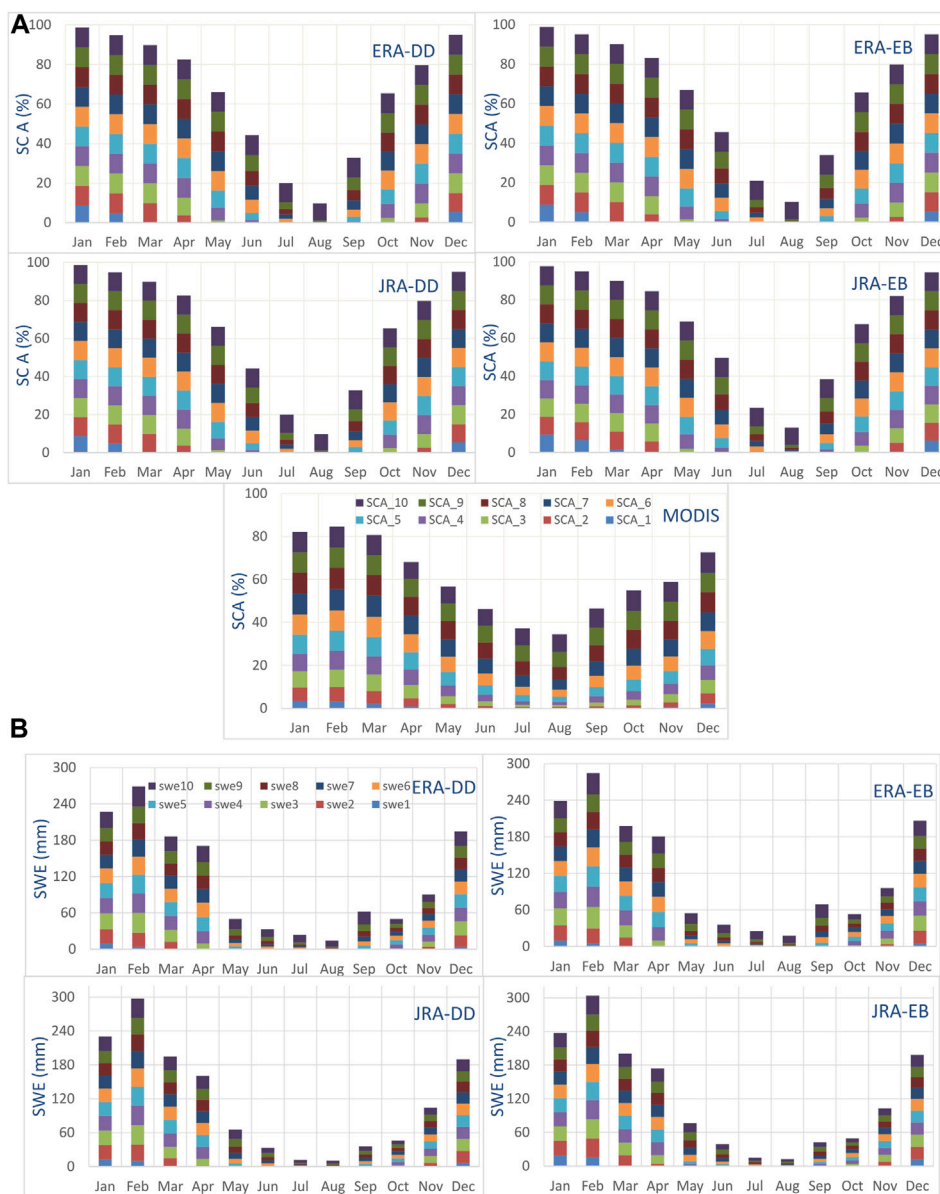 A
ERA-DD
SC A (%)
100
80
60
40
20
0
Jan Feb Mar Apr May Jun Jul Aug Sep Oct Nov Dec
ERA-EB
SCA (%)
100
80
60
40
20
0
Jan Feb Mar Apr May Jun Jul Aug Sep Oct Nov Dec
JRA-DD
SC A (%)
100
80
60
40
20
0
Jan Feb Mar Apr May Jun Jul Aug Sep Oct Nov Dec
JRA-EB
SCA (%)
100
80
60
40
20
0
Jan Feb Mar Apr May Jun Jul Aug Sep Oct Nov Dec
SCA_10 SCA_9 SCA_8 SCA_7 SCA_6
SCA_5 SCA_4 SCA_3 SCA_2 SCA_1
MODIS
SCA (%)
100
80
60
40
20
0
Jan Feb Mar Apr May Jun Jul Aug Sep Oct Nov Dec
B
swe10 swe9 swe8 swe7 swe6
swe5 swe4 swe3 swe2 swe1
ERA-DD
SWE (mm)
300
240
180
120
60
0
Jan Feb Mar Apr May Jun Jul Aug Sep Oct Nov Dec
ERA-EB
SWE (mm)
300
240
180
120
60
0
Jan Feb Mar Apr May Jun Jul Aug Sep Oct Nov Dec
JRA-DD
SWE (mm)
300
240
180
120
60
0
Jan Feb Mar Apr May Jun Jul Aug Sep Oct Nov Dec
JRA-EB
SWE (mm)
300
240
180
120
60
0
Jan Feb Mar Apr May Jun Jul Aug Sep Oct Nov Dec